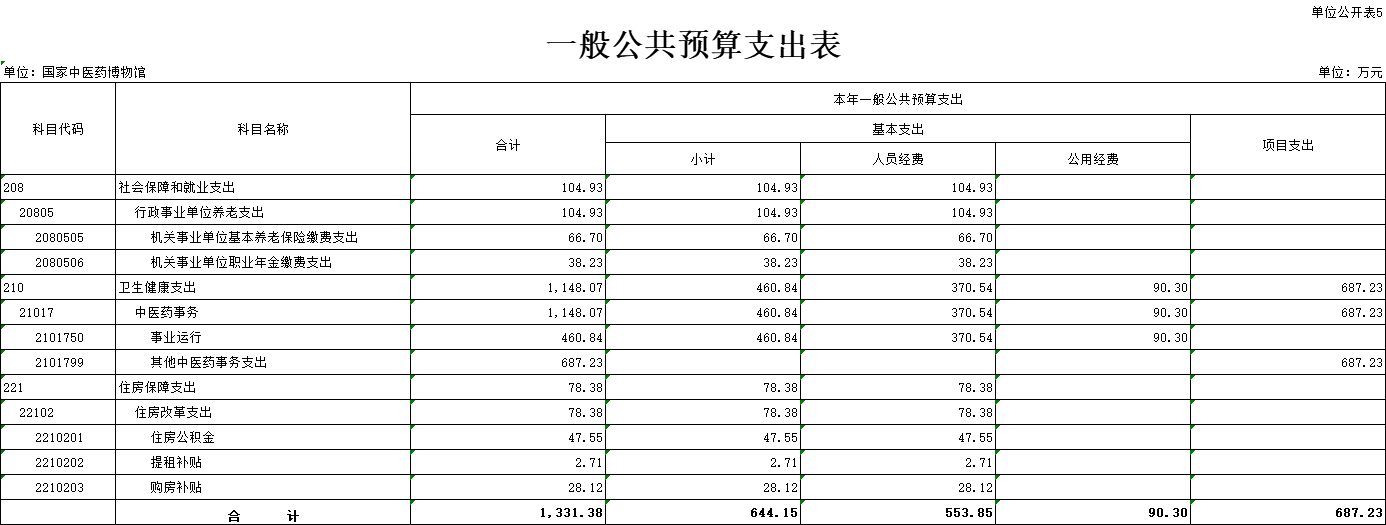 单位公开表5
一般公共预算支出表
单位：国家中医药博物馆 单位：万元
科目代码 科目名称 本年一般公共预算支出
合计 基本支出 项目支出
小计 人员经费 公用经费
208 社会保障和就业支出 104.93 104.93 104.93
20805 行政事业单位养老支出 104.93 104.93 104.93
2080505 机关事业单位基本养老保险缴费支出 66.70 66.70 66.70
2080506 机关事业单位职业年金缴费支出 38.23 38.23 38.23
210 卫生健康支出 1,148.07 460.84 370.54 90.30 687.23
21017 中医药事务 1,148.07 460.84 370.54 90.30 687.23
2101750 事业运行 460.84 460.84 370.54 90.30
2101799 其他中医药事务支出 687.23 687.23
221 住房保障支出 78.38 78.38 78.38
22102 住房改革支出 78.38 78.38 78.38
2210201 住房公积金 47.55 47.55 47.55
2210202 提租补贴 2.71 2.71 2.71
2210203 购房补贴 28.12 28.12 28.12
合 计 1,331.38 644.15 553.85 90.30 687.23